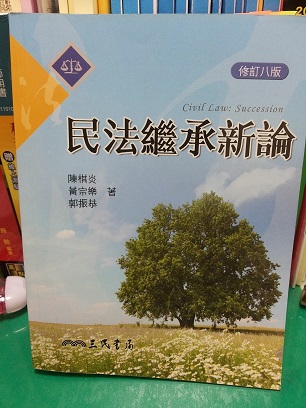 修訂八版
Civil Law: Succession
民法繼承新論
陳棋炎
黃宗樂 著
郭振恭
三民書局